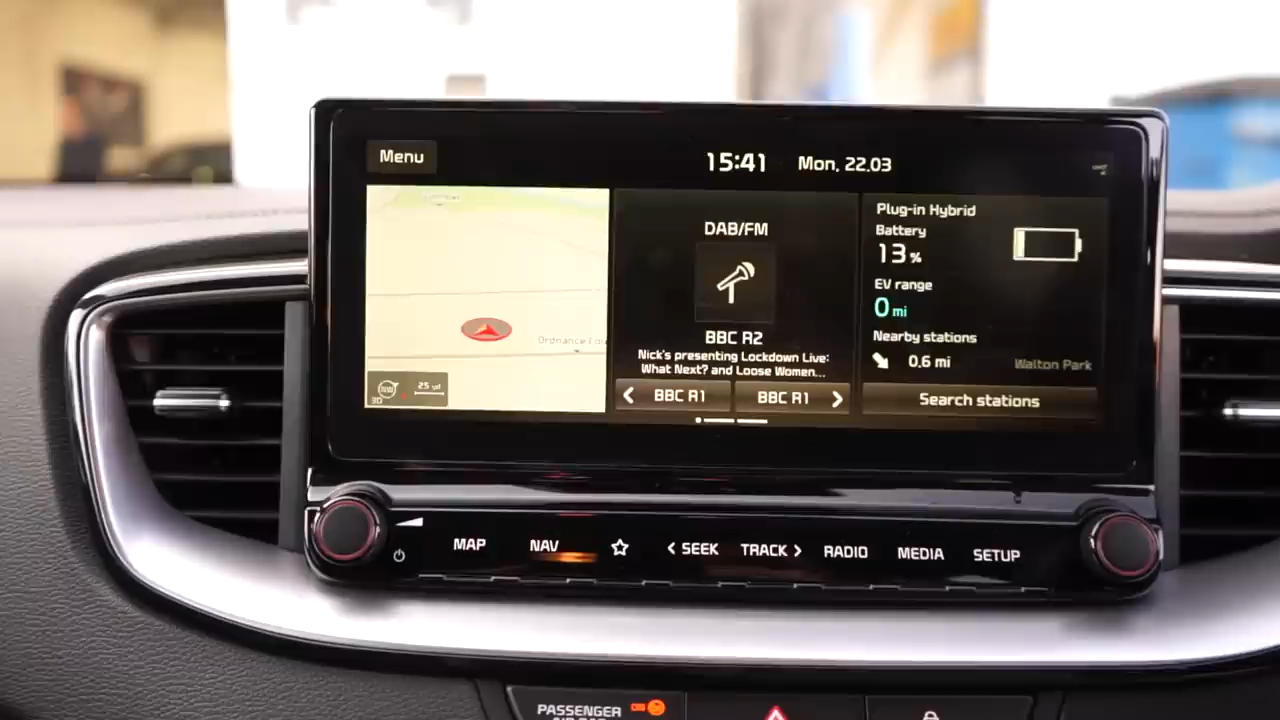 Menu
15:41 Mon, 22.03
3D
25 yd
DAB/FM
BBC R2
Nick's presenting Lockdown Live:
What Next? and Loose Women...
BBC R1
BBC R1
Plug-in Hybrid
Battery
13 %
EV range
0 mi
Nearby stations
0.6 mi Walton Park
Search stations
MAP NAV SEEK TRACK RADIO MEDIA SETUP
PASSENGER